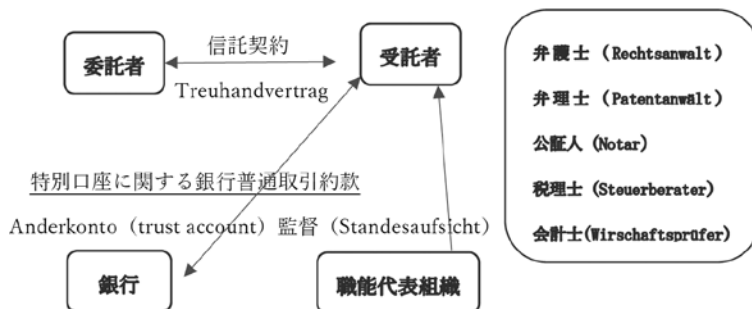 信託契約
委託者
受託者
Treuhandvertrag
特別口座に関する銀行普通取引約款
Anderkonto（trust account）監督（Standesaufsicht）
銀行
職能代表組織
弁護士（Rechtsanwalt）
弁理士（Patentanwält）
公証人（Notar）
税理士（Steuerberater）
会計士(Wirschaftsprüfer)